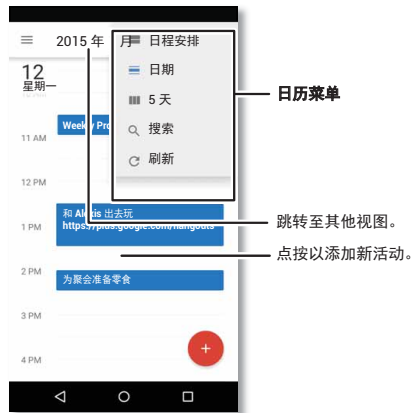 2015 年 月 日程安排
12
星期一
日期
5 天
日历菜单
Weekly Pro
搜索
11 AM
刷新
12 PM
和 Alexis 出去玩
https://plus.google.com/hangouts
1 PM
跳转至其他视图。
点按以添加新活动。
2 PM
为聚会准备零食
3 PM
4 PM